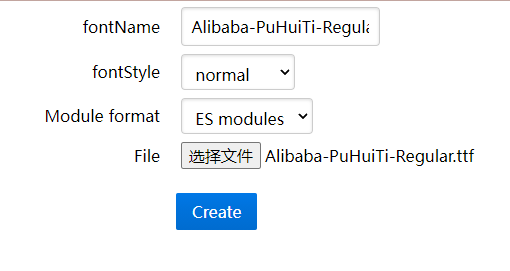 fontName Alibaba-PuHuiTi-Regula
fontStyle normal
Module format ES modules
File 选择文件 Alibaba-PuHuiTi-Regular.ttf
Create